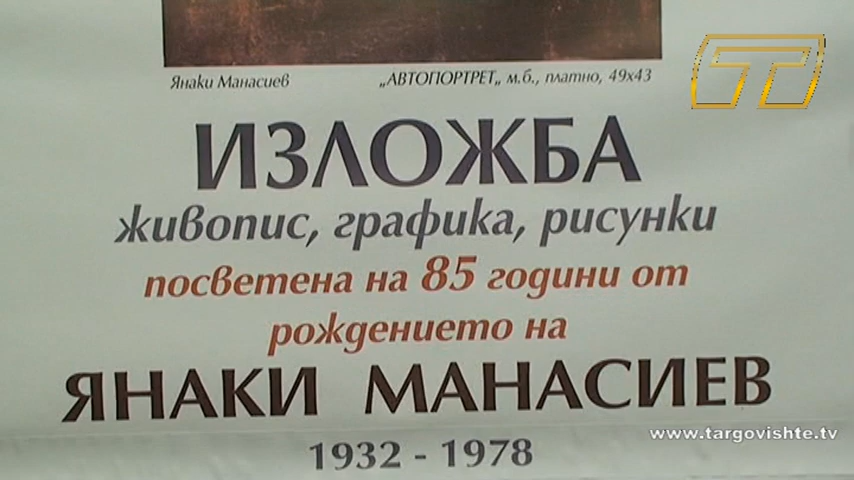 Янаки Манасиев „АВТОПОРТРЕТ„ м.б., платно, 49х43
ИЗЛОЖБА
живопис, графика, рисунки
посветена на 85 години от
рождението на
ЯНАКИ МАНАСИЕВ
1932 - 1978
www.targovishte.tv